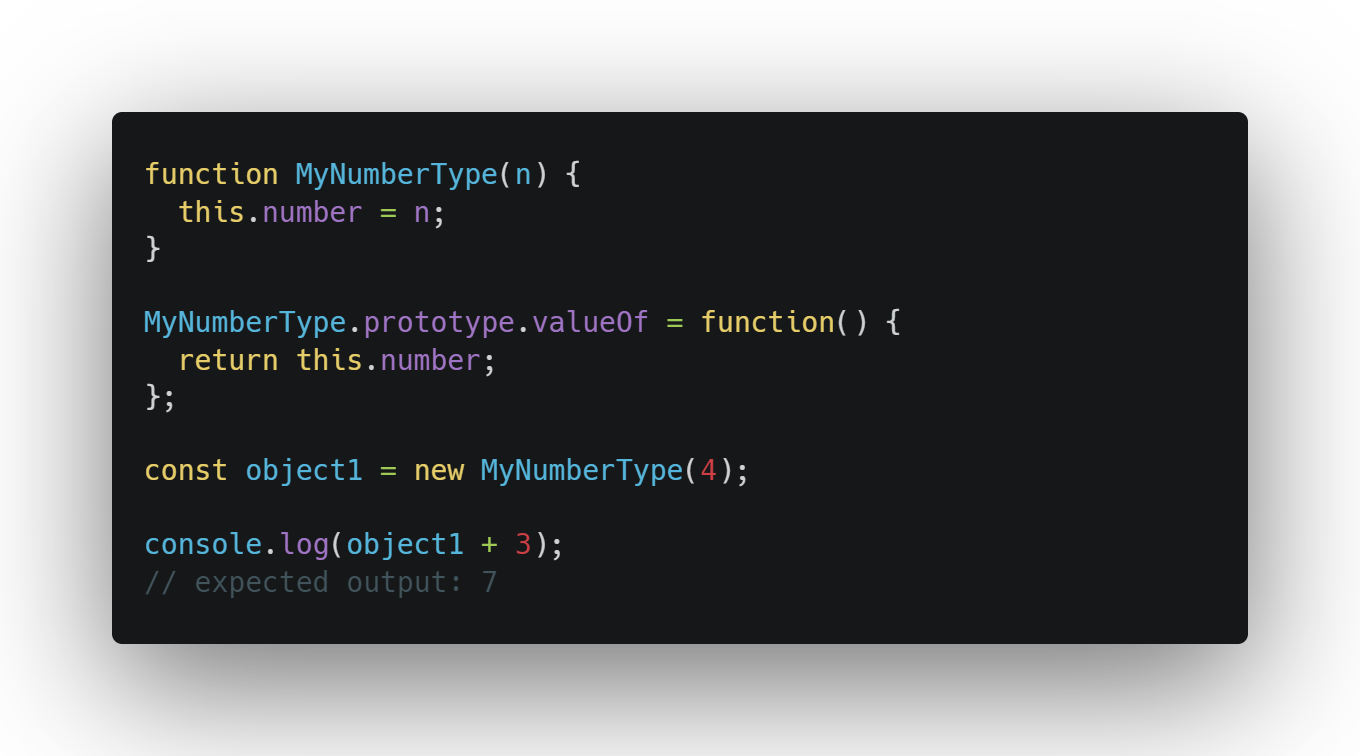 function MyNumberType(n) {
  this.number = n;
}

MyNumberType.prototype.valueOf = function() {
  return this.number;
};

const object1 = new MyNumberType(4);

console.log(object1 + 3);
// expected output: 7